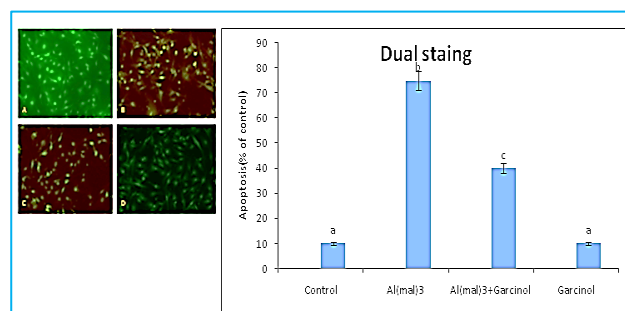 A
B
C
D
Dual staing
Apoptosis(% of control)
90
80
70
60
50
40
30
20
10
0
a
b
c
a
Control
Al(mal)3
Al(mal)3+Garcinol
Garcinol